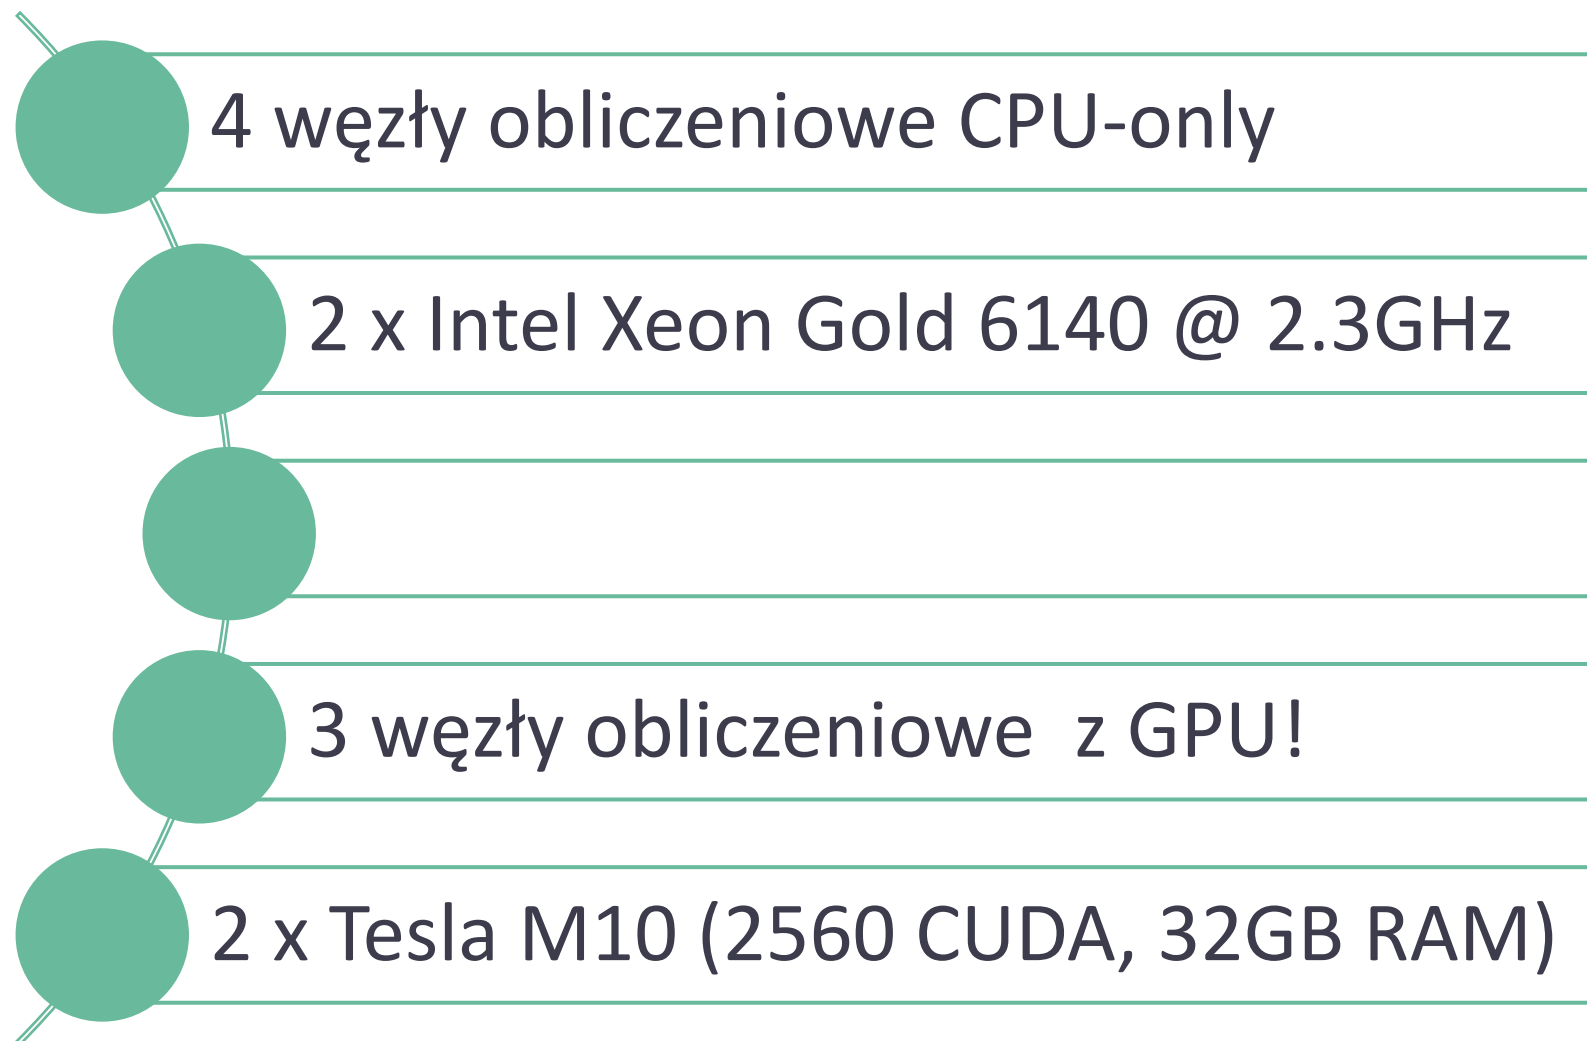 4 węzły obliczeniowe CPU-only
2 x Intel Xeon Gold 6140 @ 2.3GHz
3 węzły obliczeniowe  z GPU!
2 x Tesla M10 (2560 CUDA, 32GB RAM)